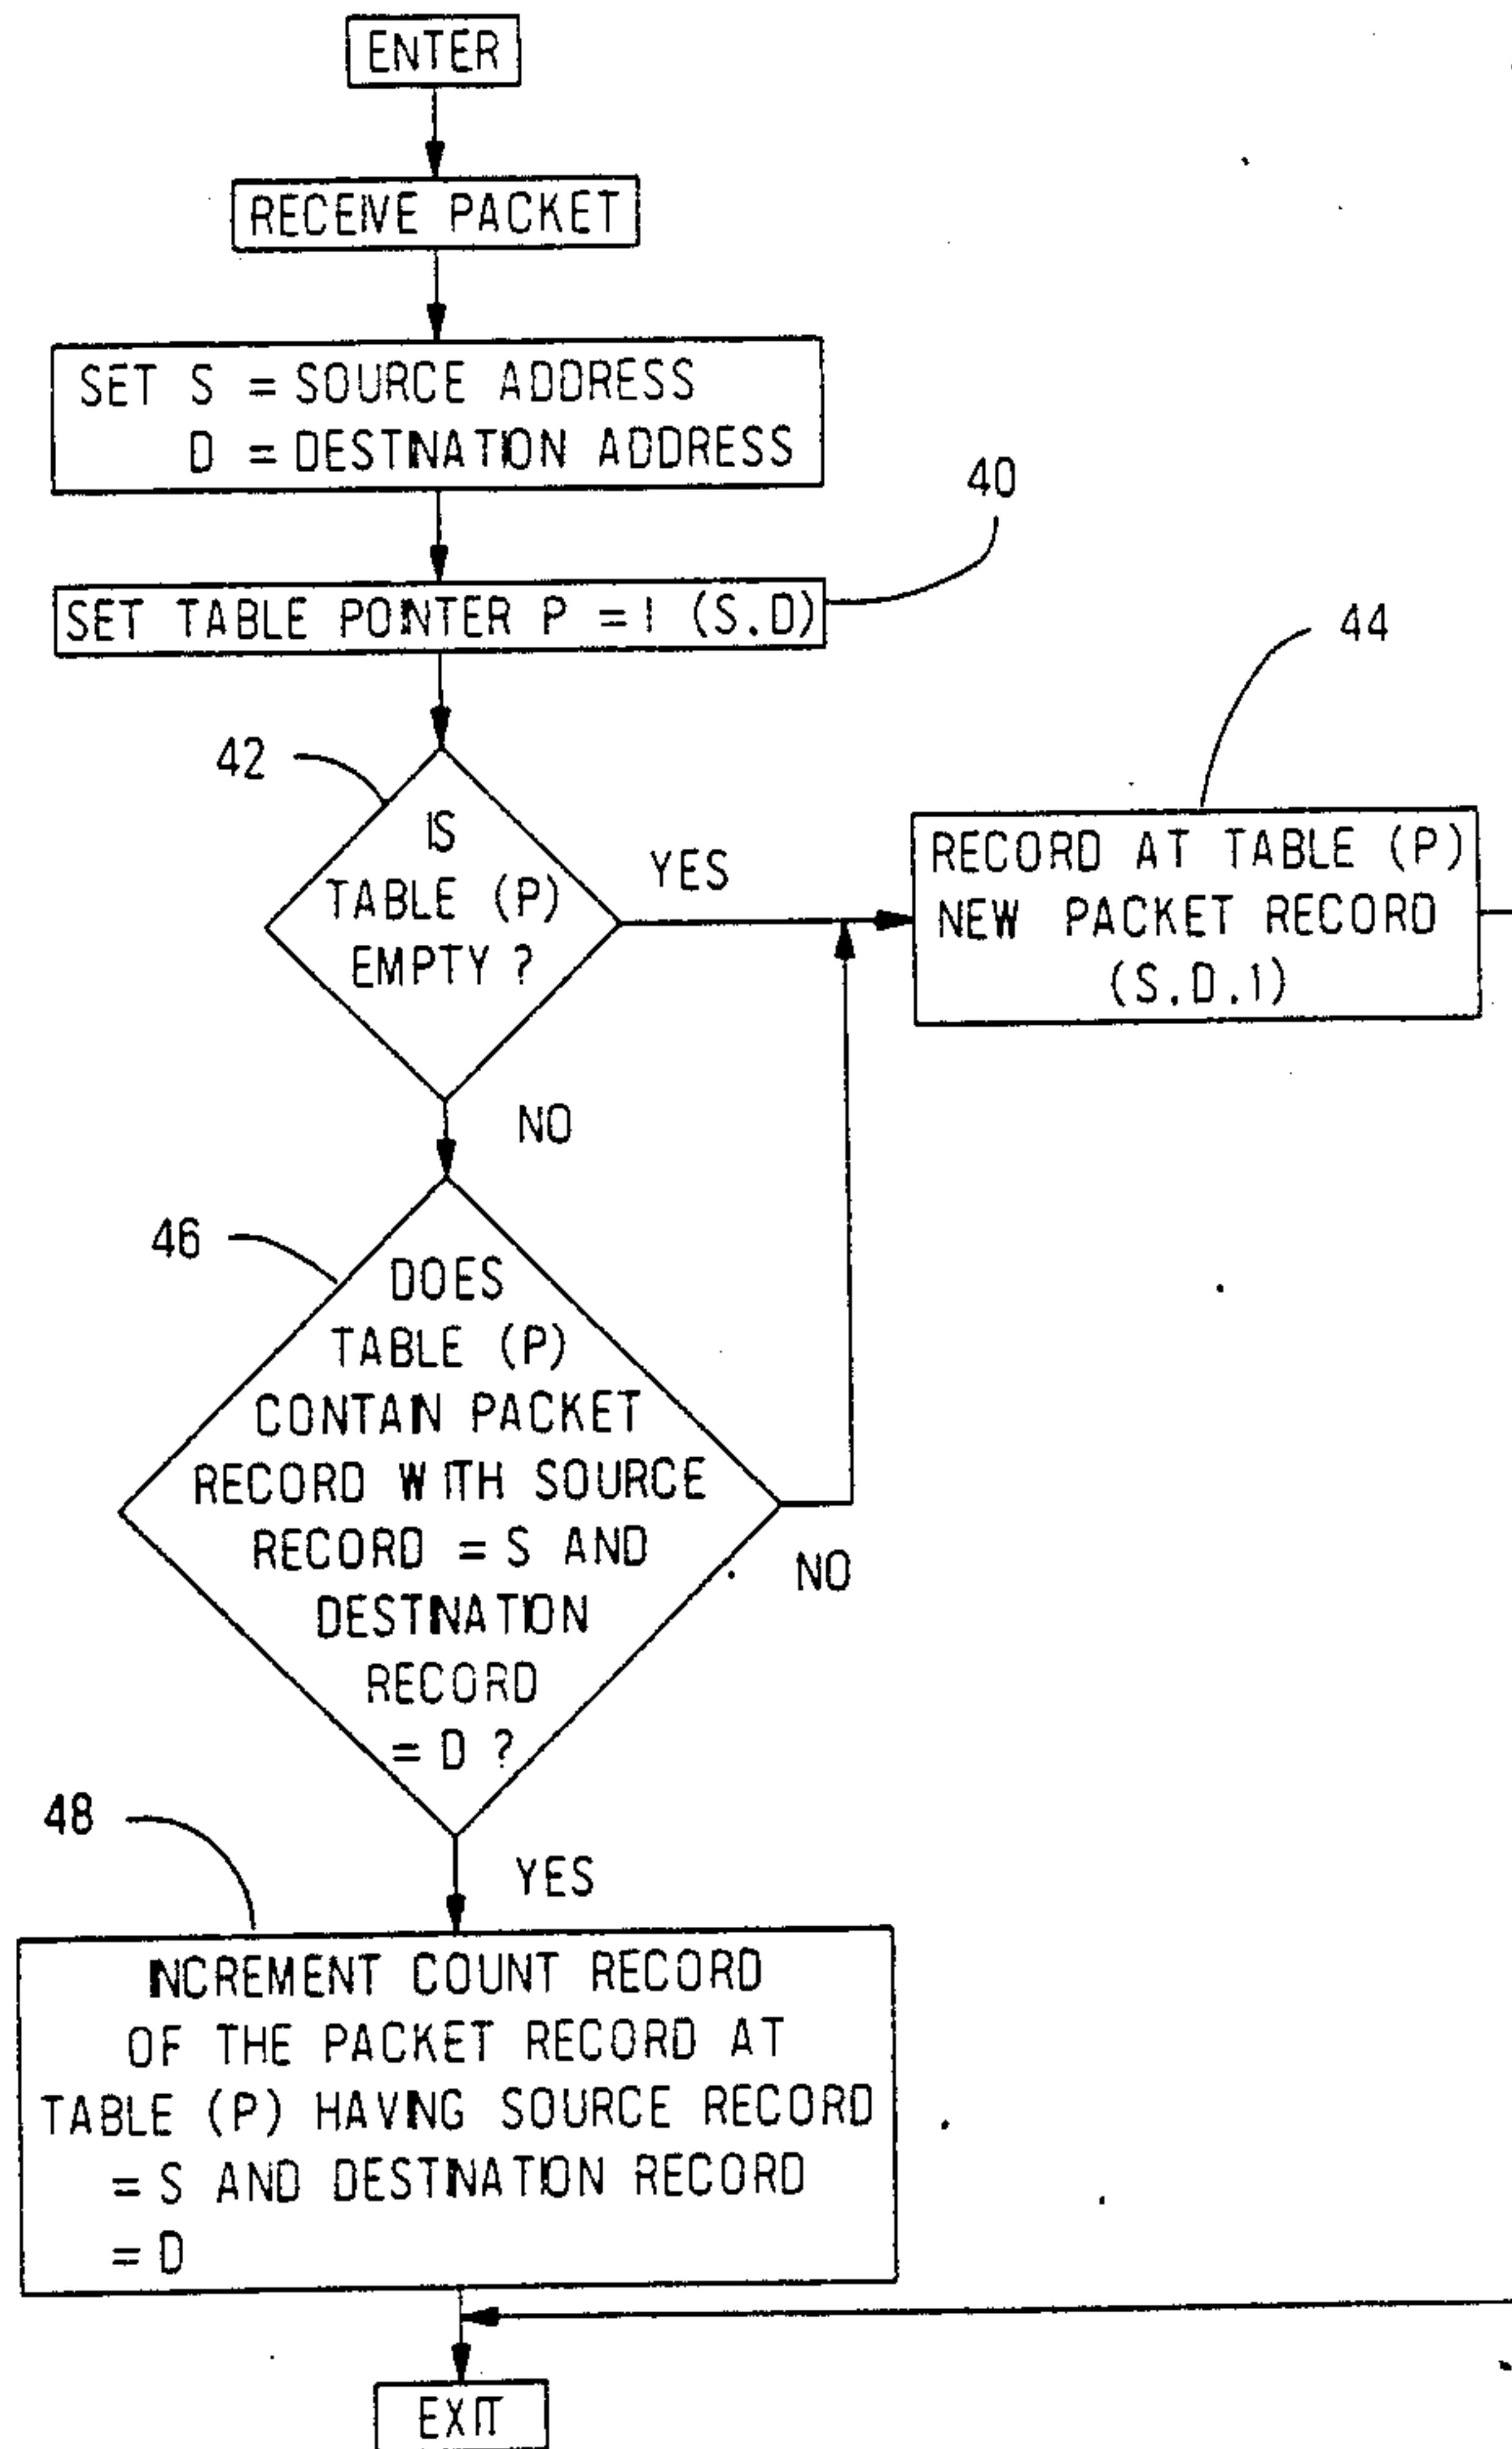 ENTER
RECEIVE PACKET
SET S = SOURCE ADDRESS
D = DESTINATION ADDRESS
40
SET TABLE POINTER P = I (S.D)
44
42
IS
TABLE (P)
EMPTY ?
YES
RECORD AT TABLE (P)
NEW PACKET RECORD
(S.D.1)
NO
46
DOES
TABLE (P)
CONTAIN PACKET
RECORD WITH SOURCE
RECORD = S AND
DESTINATION
RECORD
= D ?
NO
48
YES
INCREMENT COUNT RECORD
OF THE PACKET RECORD AT
TABLE (P) HAVING SOURCE RECORD
= S AND DESTINATION RECORD
= D
EXIT